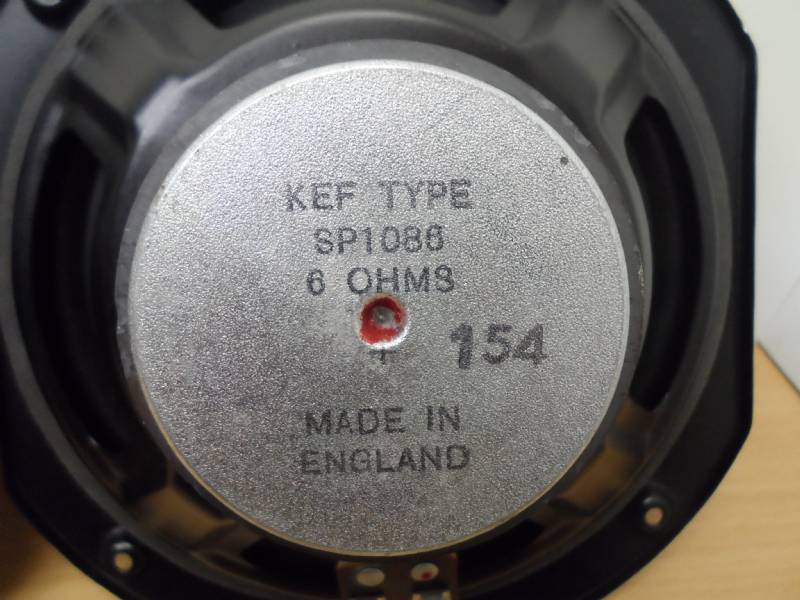 KEF TYPE
SP1086
6 OHMS
154
MADE IN
ENGLAND